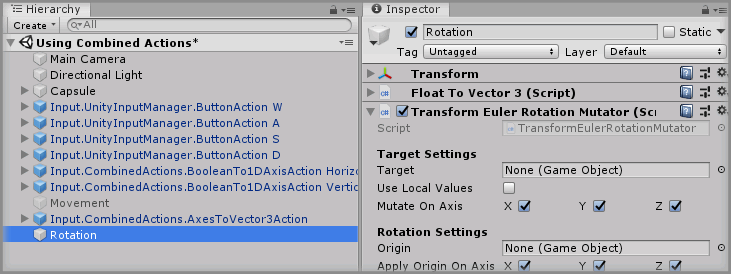 Hierarchy
Create All
Using Combined Actions*
Main Camera
Directional Light
Capsule
Input.UnityInputManager.ButtonAction W
Input.UnityInputManager.ButtonAction A
Input.UnityInputManager.ButtonAction S
Input.UnityInputManager.ButtonAction D
Input.CombinedActions.BooleanTo1DAxisAction Horizo
Input.CombinedActions.BooleanTo1DAxisAction Vertic
Movement
Input.CombinedActions.AxesToVector3Action
Rotation
Inspector
Rotation Static
Tag Untagged Layer Default
Transform
Float To Vector 3 (Script)
Transform Euler Rotation Mutator (Sc
Script TransformEulerRotationMutator
Target Settings
Target None (Game Object)
Use Local Values
Mutate On Axis X Y Z
Rotation Settings
Origin None (Game Object)
Apply Origin On Axis X Y Z